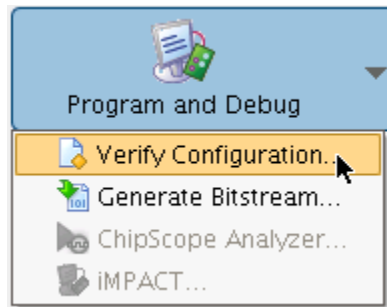 Program and Debug
Verify Configuration...
Generate Bitstream...
ChipScope Analyzer...
iMPACT...